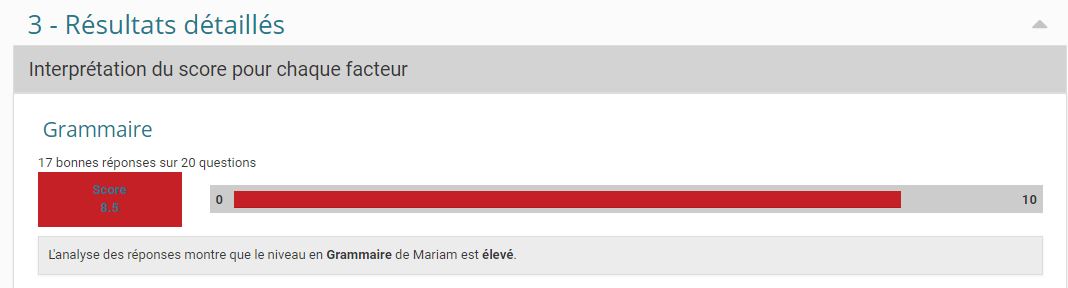 3 - Résultats détaillés
Interprétation du score pour chaque facteur
Grammaire
17 bonnes réponses sur 20 questions
Score
8.5
0
10
L'analyse des réponses montre que le niveau en Grammaire de Mariam est élevé.